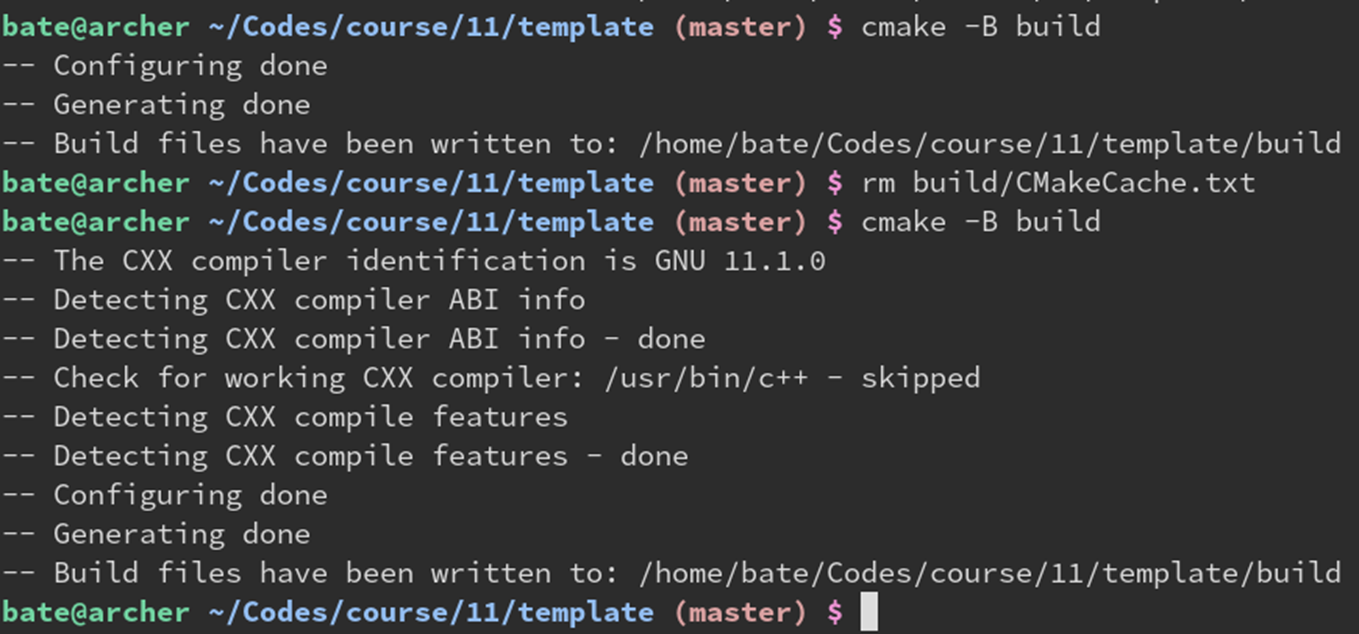 bate@archer ~/Codes/course/11/template (master) $ cmake -B build
-- Configuring done
-- Generating done
-- Build files have been written to: /home/bate/Codes/course/11/template/build
bate@archer ~/Codes/course/11/template (master) $ rm build/CMakeCache.txt
bate@archer ~/Codes/course/11/template (master) $ cmake -B build
-- The CXX compiler identification is GNU 11.1.0
-- Detecting CXX compiler ABI info
-- Detecting CXX compiler ABI info - done
-- Check for working CXX compiler: /usr/bin/c++ - skipped
-- Detecting CXX compile features
-- Detecting CXX compile features - done
-- Configuring done
-- Generating done
-- Build files have been written to: /home/bate/Codes/course/11/template/build
bate@archer ~/Codes/course/11/template (master) $